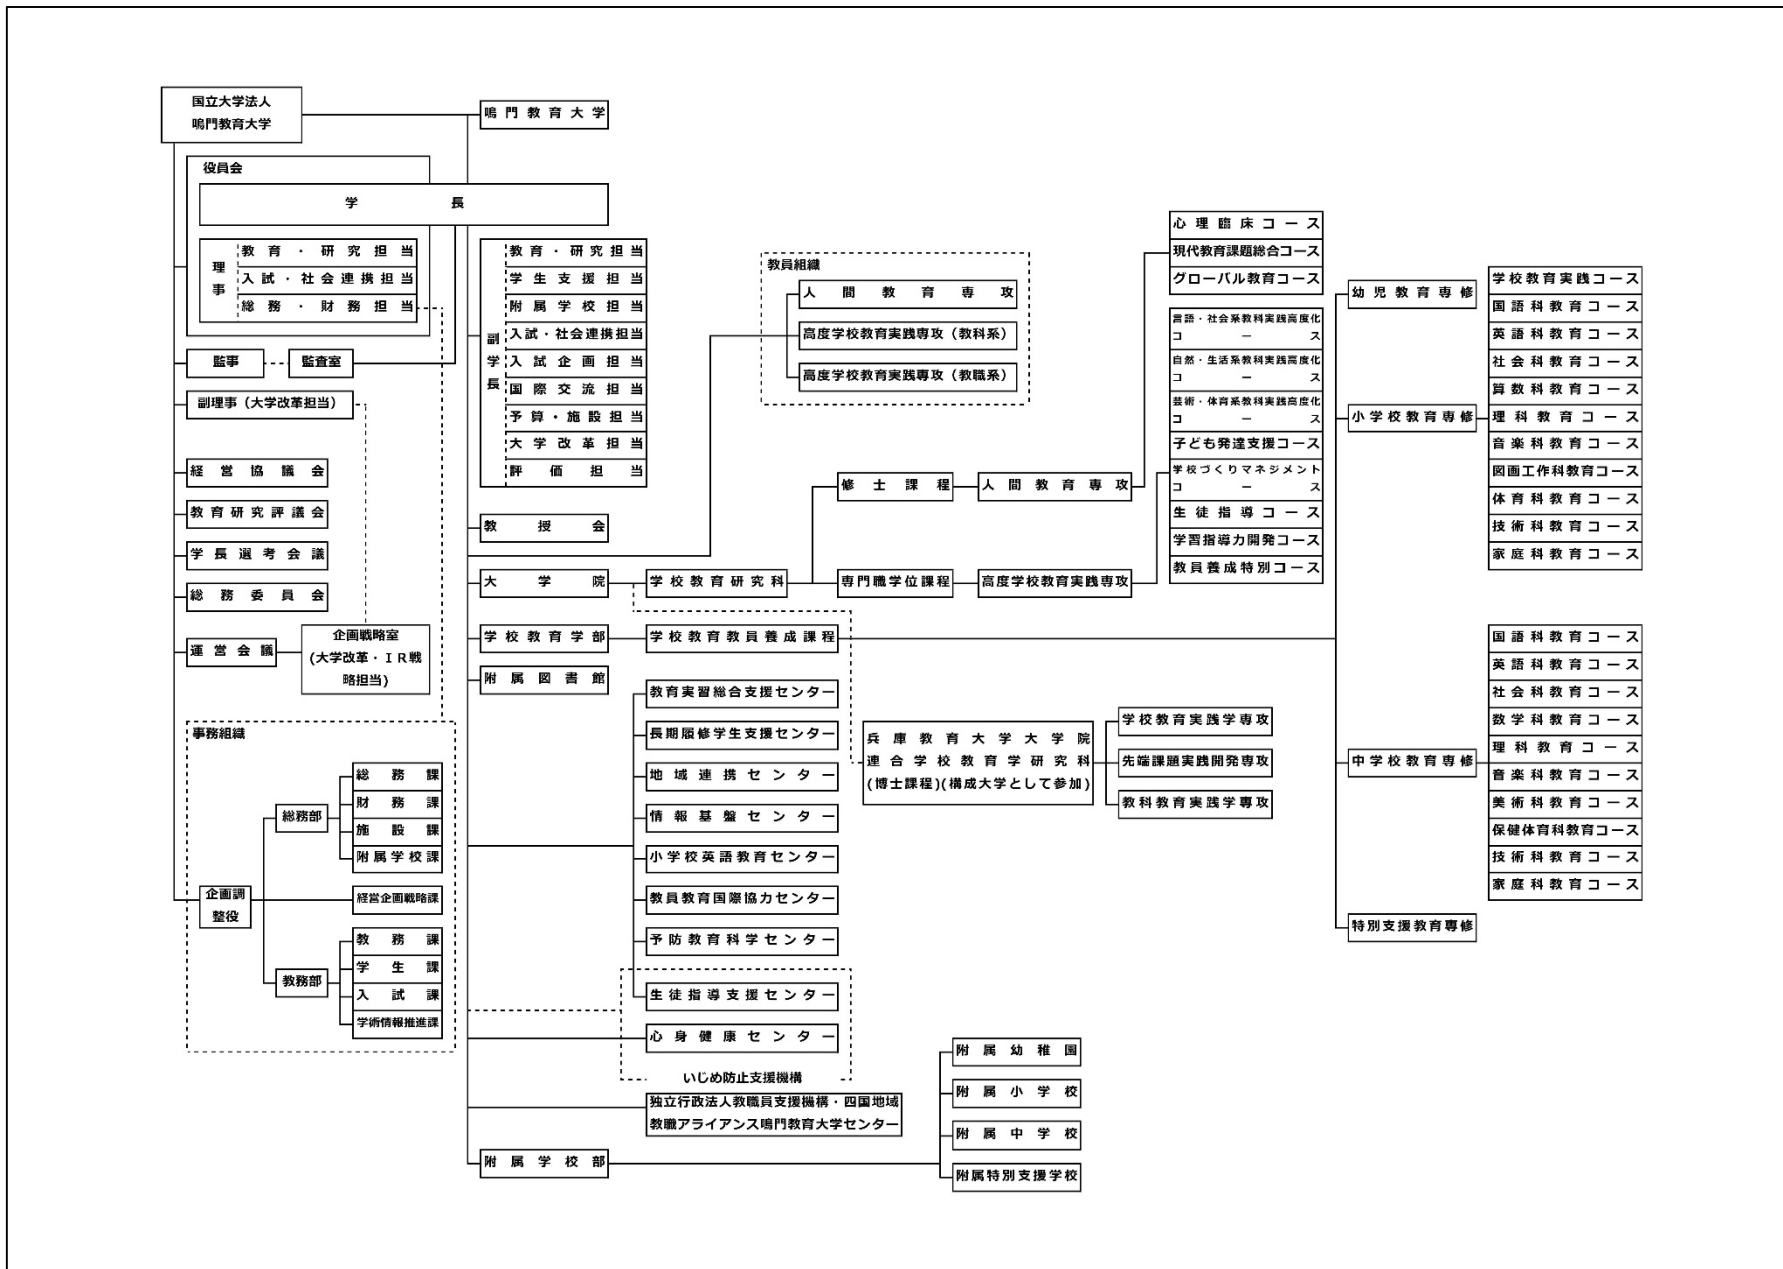 国立大学法人
鳴門教育大学
鳴門教育大学
役員会
学長
理事
教育・研究担当
入試・社会連携担当
総務・財務担当
監事
監査室
副理事（大学改革担当）
経営協議会
教育研究評議会
学長選考会議
総務委員会
運営会議
企画戦略室
(大学改革・ＩＲ戦
略担当)
事務組織
企画調
整役
総務部
総務課
財務課
施設課
附属学校課
経営企画戦略課
教務部
教務課
学生課
入試課
学術情報推進課
副学長
教育・研究担当
学生支援担当
附属学校担当
入試・社会連携担当
入試企画担当
国際交流担当
予算・施設担当
大学改革担当
評価担当
教授会
教員組織
人間教育専攻
高度学校教育実践専攻（教科系）
高度学校教育実践専攻（教職系）
大学院
学校教育研究科
修士課程
人間教育専攻
心理臨床コース
現代教育課題総合コース
グローバル教育コース
専門職学位課程
高度学校教育実践専攻
言語・社会系教科実践高度化
コース
自然・生活系教科実践高度化
コース
芸術・体育系教科実践高度化
コース
子ども発達支援コース
学校づくりマネジメント
コース
生徒指導コース
学習指導力開発コース
教員養成特別コース
兵庫教育大学大学院
連合学校教育学研究科
(博士課程)(構成大学として参加)
学校教育実践学専攻
先端課題実践開発専攻
教科教育実践学専攻
学校教育学部
学校教育教員養成課程
幼児教育専修
小学校教育専修
学校教育実践コース
国語科教育コース
英語科教育コース
社会科教育コース
算数科教育コース
理科教育コース
音楽科教育コース
図画工作科教育コース
体育科教育コース
技術科教育コース
家庭科教育コース
中学校教育専修
国語科教育コース
英語科教育コース
社会科教育コース
数学科教育コース
理科教育コース
音楽科教育コース
美術科教育コース
保健体育科教育コース
技術科教育コース
家庭科教育コース
特別支援教育専修
附属図書館
教育実習総合支援センター
長期履修学生支援センター
地域連携センター
情報基盤センター
小学校英語教育センター
教員教育国際協力センター
予防教育科学センター
生徒指導支援センター
心身健康センター
いじめ防止支援機構
独立行政法人教職員支援機構・四国地域
教職アライアンス鳴門教育大学センター
附属学校部
附属幼稚園
附属小学校
附属中学校
附属特別支援学校